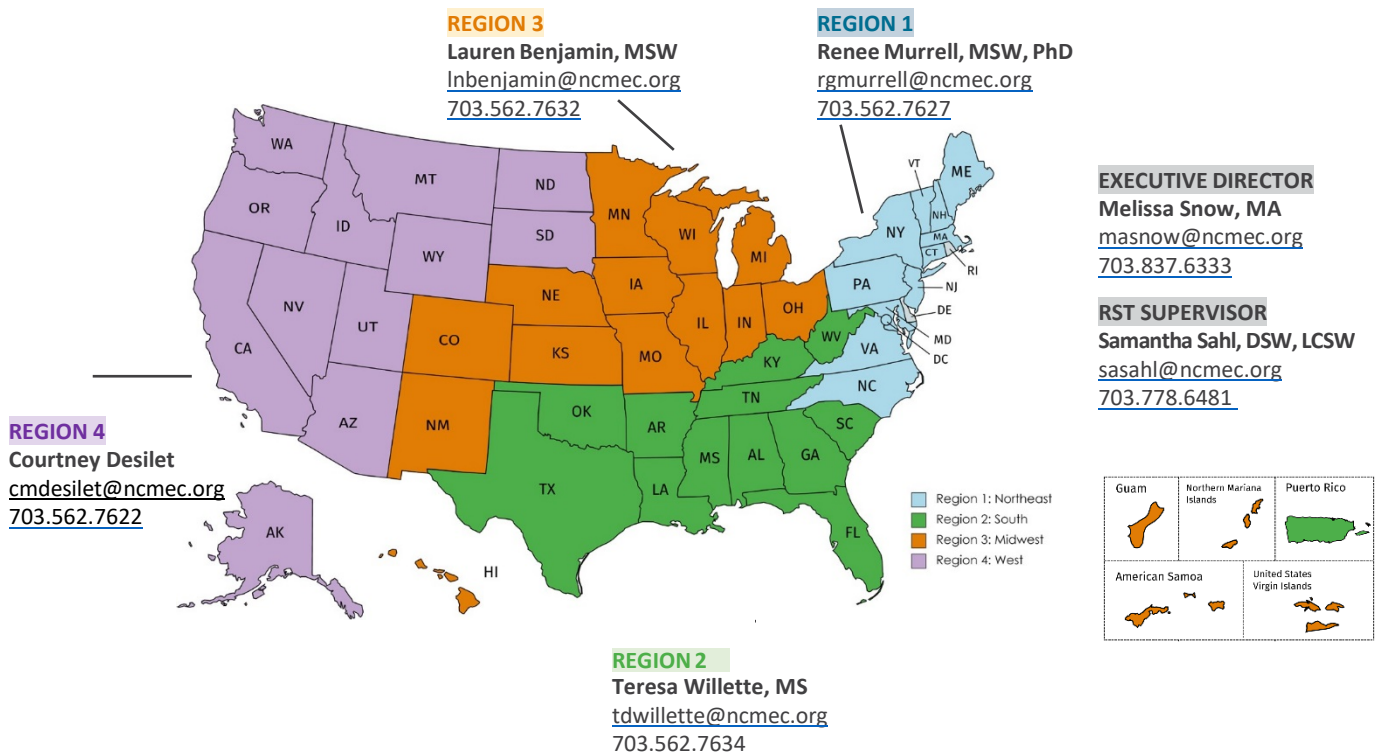 REGION 3
Lauren Benjamin, MSW
lnbenjamin@ncmec.org
703.562.7632
REGION 1
Renee Murrell, MSW, PhD
rgmurrell@ncmec.org
703.562.7627
EXECUTIVE DIRECTOR
Melissa Snow, MA
masnow@ncmec.org
703.837.6333
RST SUPERVISOR
Samantha Sahl, DSW, LCSW
sasahl@ncmec.org
703.778.6481
REGION 4
Courtney Desilet
cmdesilet@ncmec.org
703.562.7622
WA
MT
ND
OR
ID
SD
WY
NV
UT
CA
AZ
AK
HI
MN
WI
MI
IA
NE
IL
IN
OH
CO
KS
MO
NM
OK
AR
TX
LA
MS
AL
GA
FL
SC
TN
KY
WV
VT
ME
NH
NY
MA
CT
RI
PA
NJ
DE
MD
DC
VA
NC
Region 1: Northeast
Region 2: South
Region 3: Midwest
Region 4: West
Guam
Northern Mariana
Islands
Puerto Rico
American Samoa
United States
Virgin Islands
REGION 2
Teresa Willette, MS
tdwillette@ncmec.org
703.562.7634